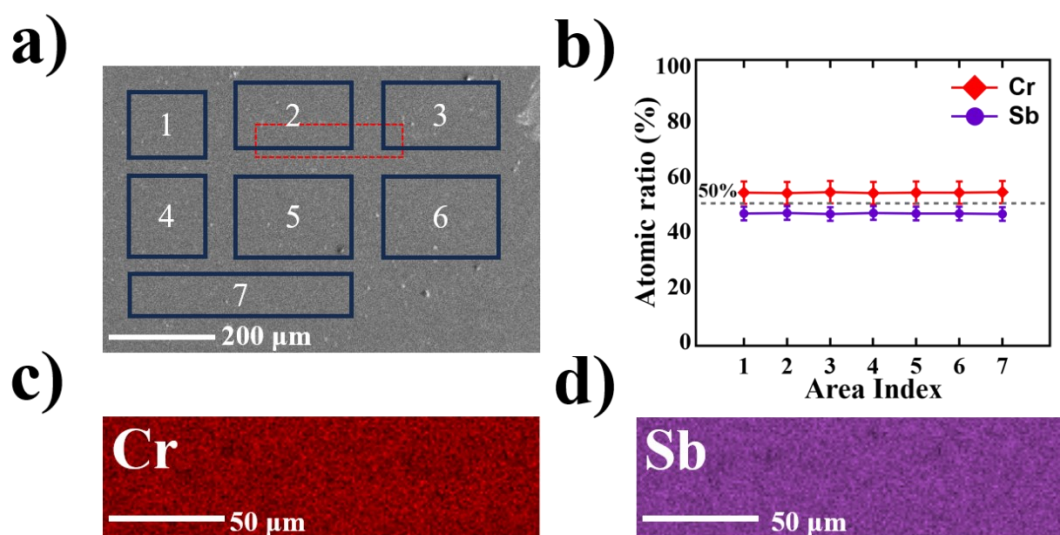 a)
1
2
3
4
5
6
7
200 μm
b)
Atomic ratio (%)
100
80
60
50%
40
20
0
Cr
Sb
1 2 3 4 5 6 7
Area Index
c)
Cr
50 μm
d)
Sb
50 μm